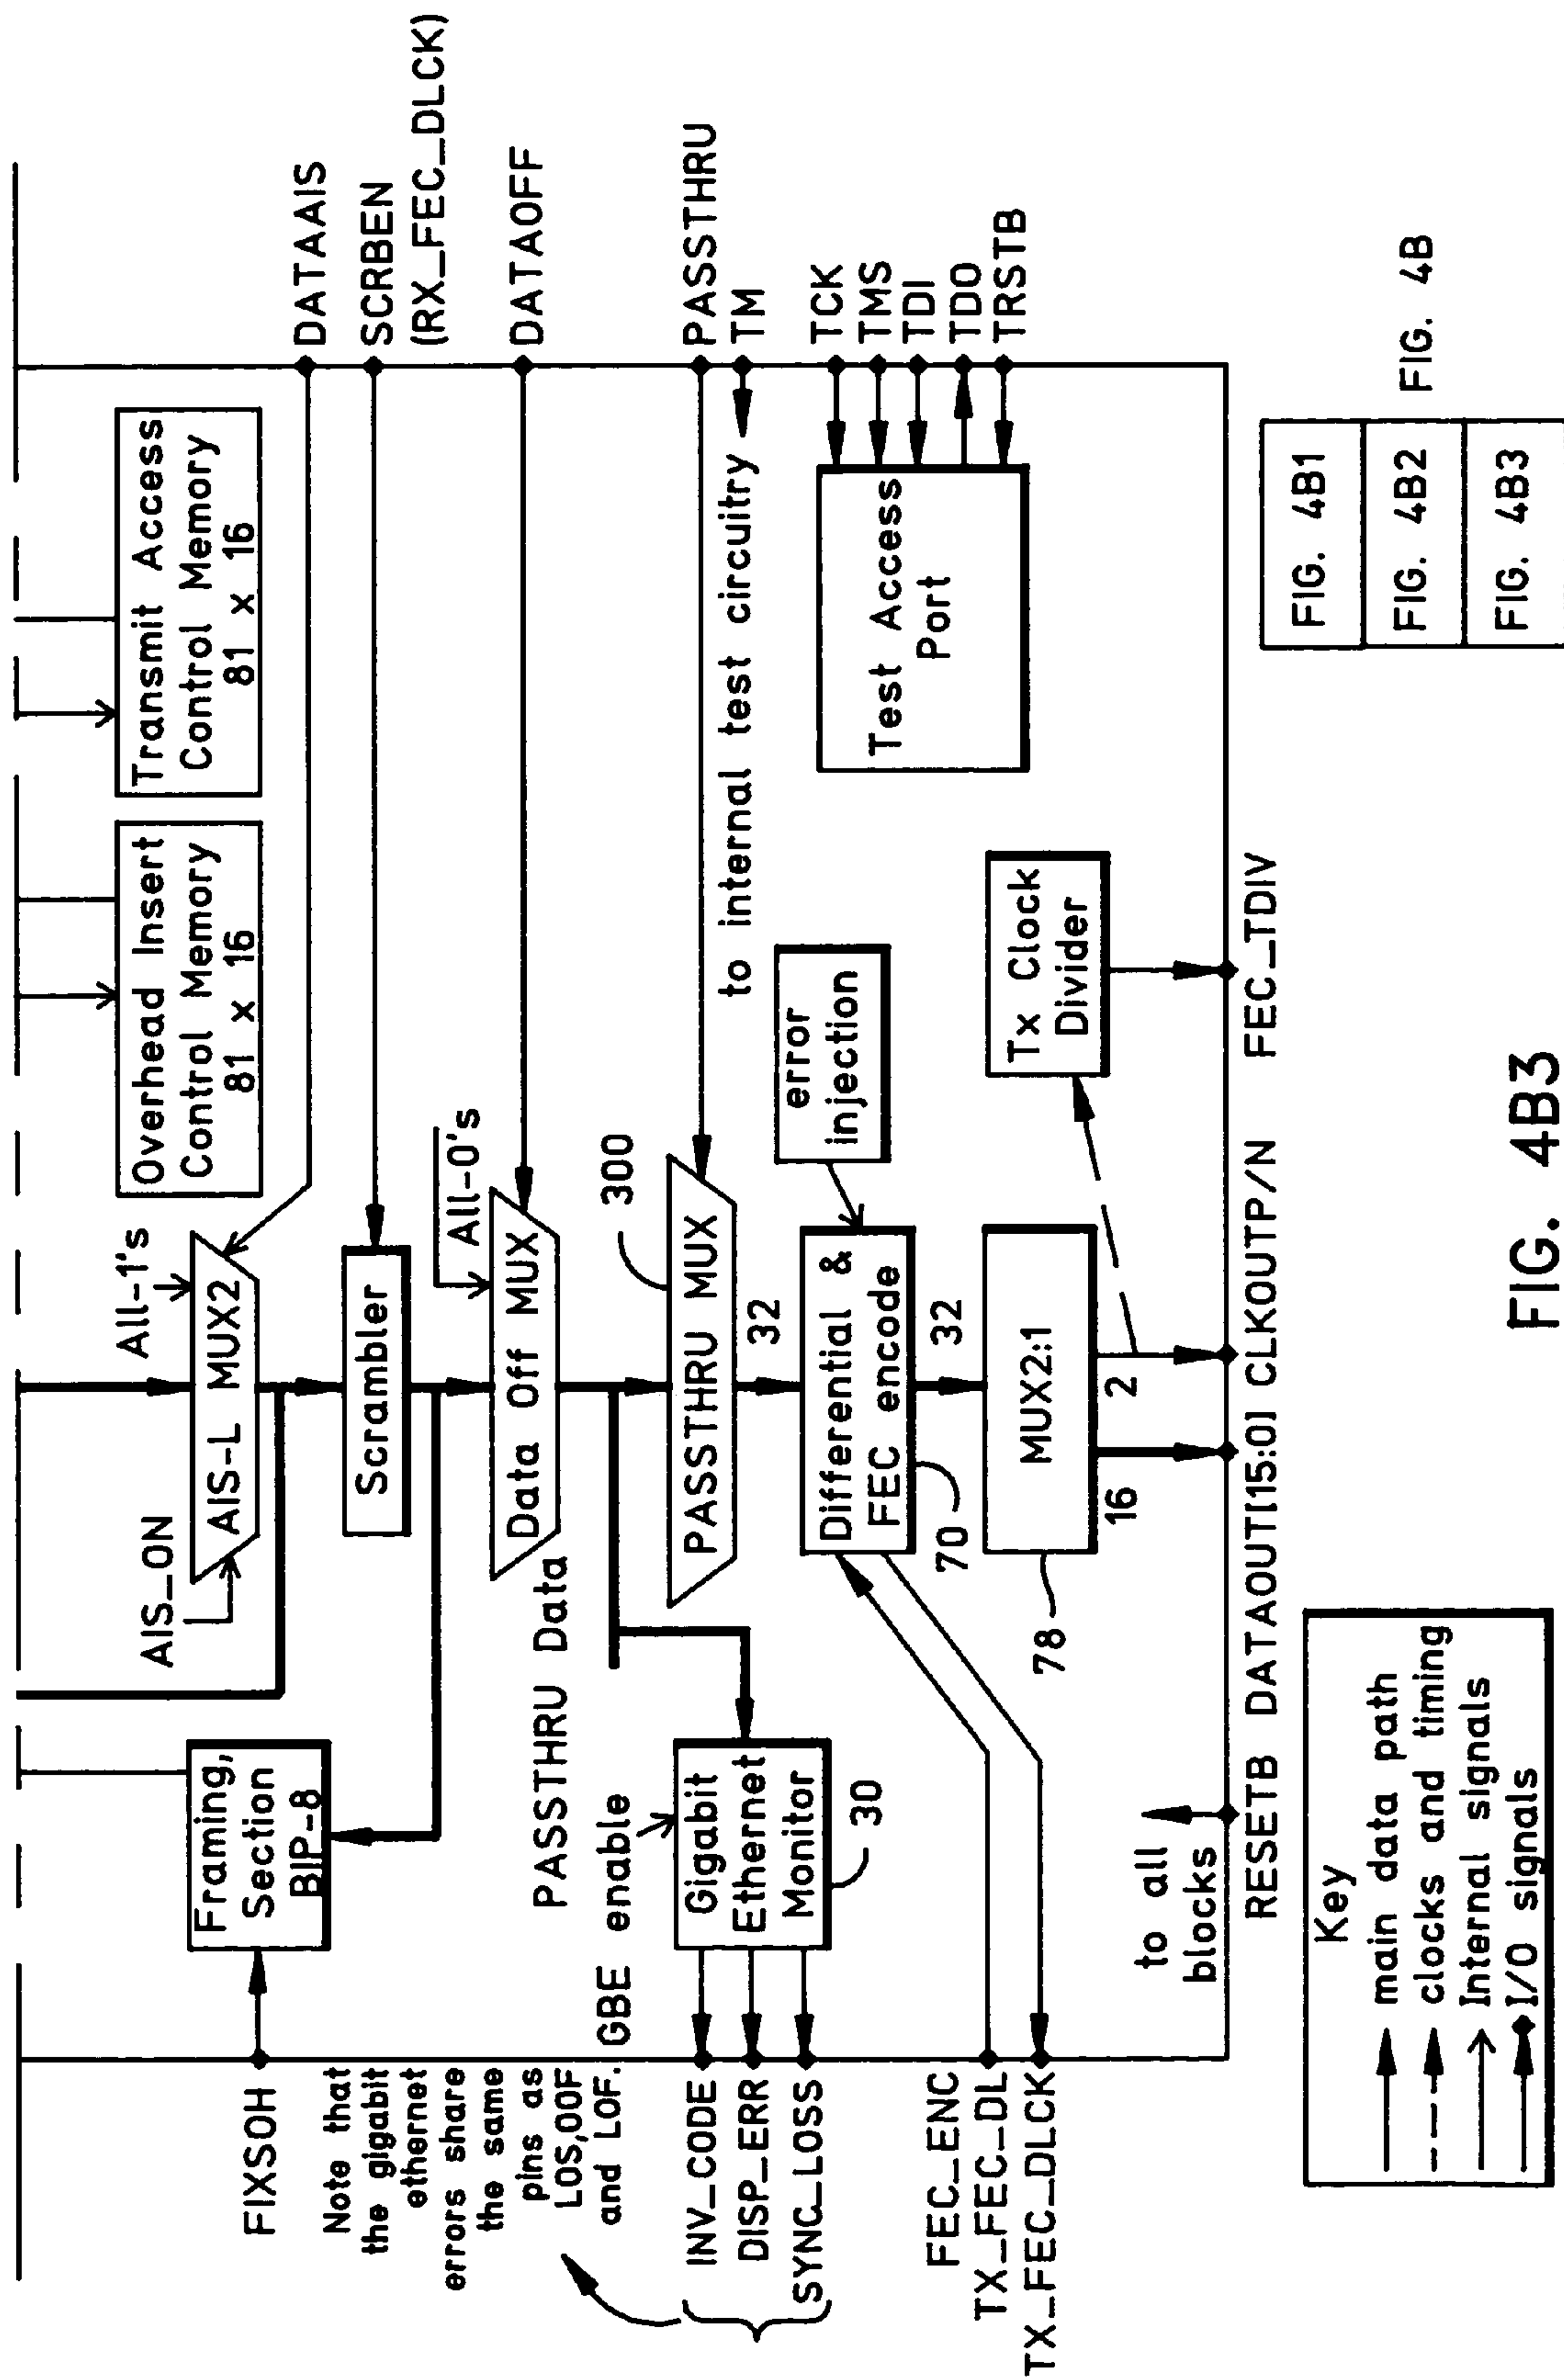 AIS_ON
All-1's
AIS-L MUX2
Overhead Insert
Control Memory
81 x 16
Transmit Access
Control Memory
81 x 16
DATAAIS
FIXSOH
Framing,
Section
BIP-8
Scrambler
SCRBEN
(RX_FEC_DLCK)
Note that
the gigabit
ethernet
errors share
the same
pins as
LOS,OOF
and LOF.
All-0's
Data Off MUX
DATAOFF
PASSTHRU Data
GBE enable
300
PASSTHRU MUX
PASSTHRU
TM
to internal test circuitry
INV_CODE
DISP_ERR
SYNC_LOSS
Gigabit
Ethernet
Monitor
30
32
error
injection
Differential &
FEC encode
70
Test Access
Port
TCK
TMS
TDI
TDO
TRSTB
FEC_ENC
TX_FEC_DL
TX_FEC_DLCK
32
MUX2:1
78
Tx Clock
Divider
16
2
to all
blocks
RESETB
DATAOUT[15:0]
CLKOUTP/N
FEC_TDIV
Key
main data path
clocks and timing
Internal signals
I/O signals
FIG. 4B1
FIG. 4B2
FIG. 4B3
FIG. 4B
FIG. 4B3